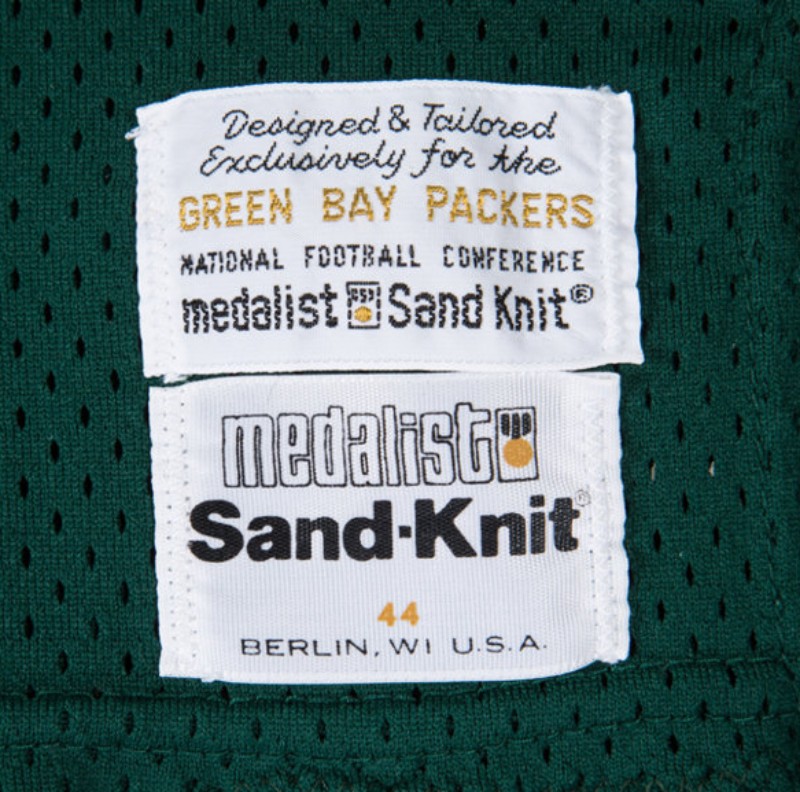 Designed & Tailored
Exclusively for the
GREEN BAY PACKERS
NATIONAL FOOTBALL CONFERENCE
medalist Sand Knit®
medalist
Sand·Knit®
44
BERLIN, WI U.S.A.